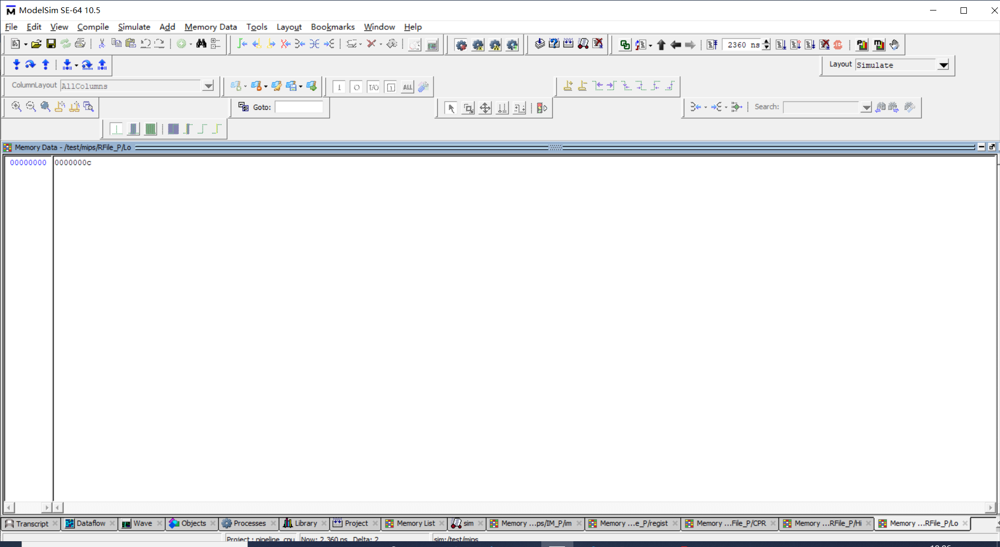 ModelSim SE-64 10.5
File Edit View Compile Simulate Add Memory Data Tools Layout Bookmarks Window Help
2360 ns
Layout Simulate
ColumnLayout AllColumns
I O I/O ALL
Goto:
Search:
Memory Data - /test/mips/RFile_P/Lo
00000000 0000000c
Transcript Dataflow Wave Objects Processes Library Project Memory List sim Memory ...ps/IM_P/im Memory ...e_P/regist Memory ...File_P/CPR Memory ...RFile_P/Hi Memory ...RFile_P/Lo
Project : pipeline_cpu Now: 2,360 ns Delta: 2 sim:/test/mips